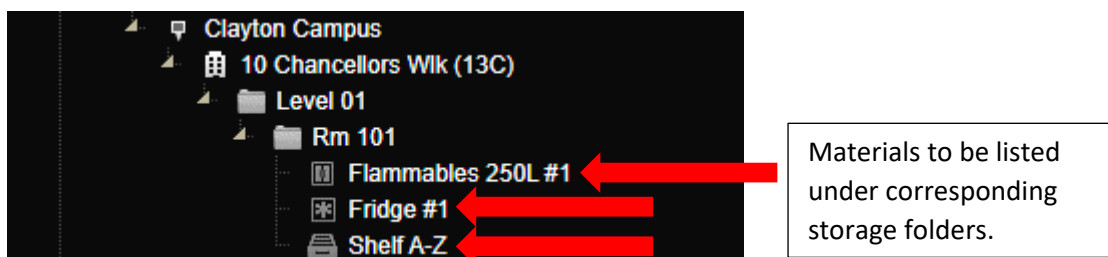 Clayton Campus
10 Chancellors Wlk (13C)
Level 01
Rm 101
Flammables 250L #1
Fridge #1
Shelf A-Z
Materials to be listed
under corresponding
storage folders.